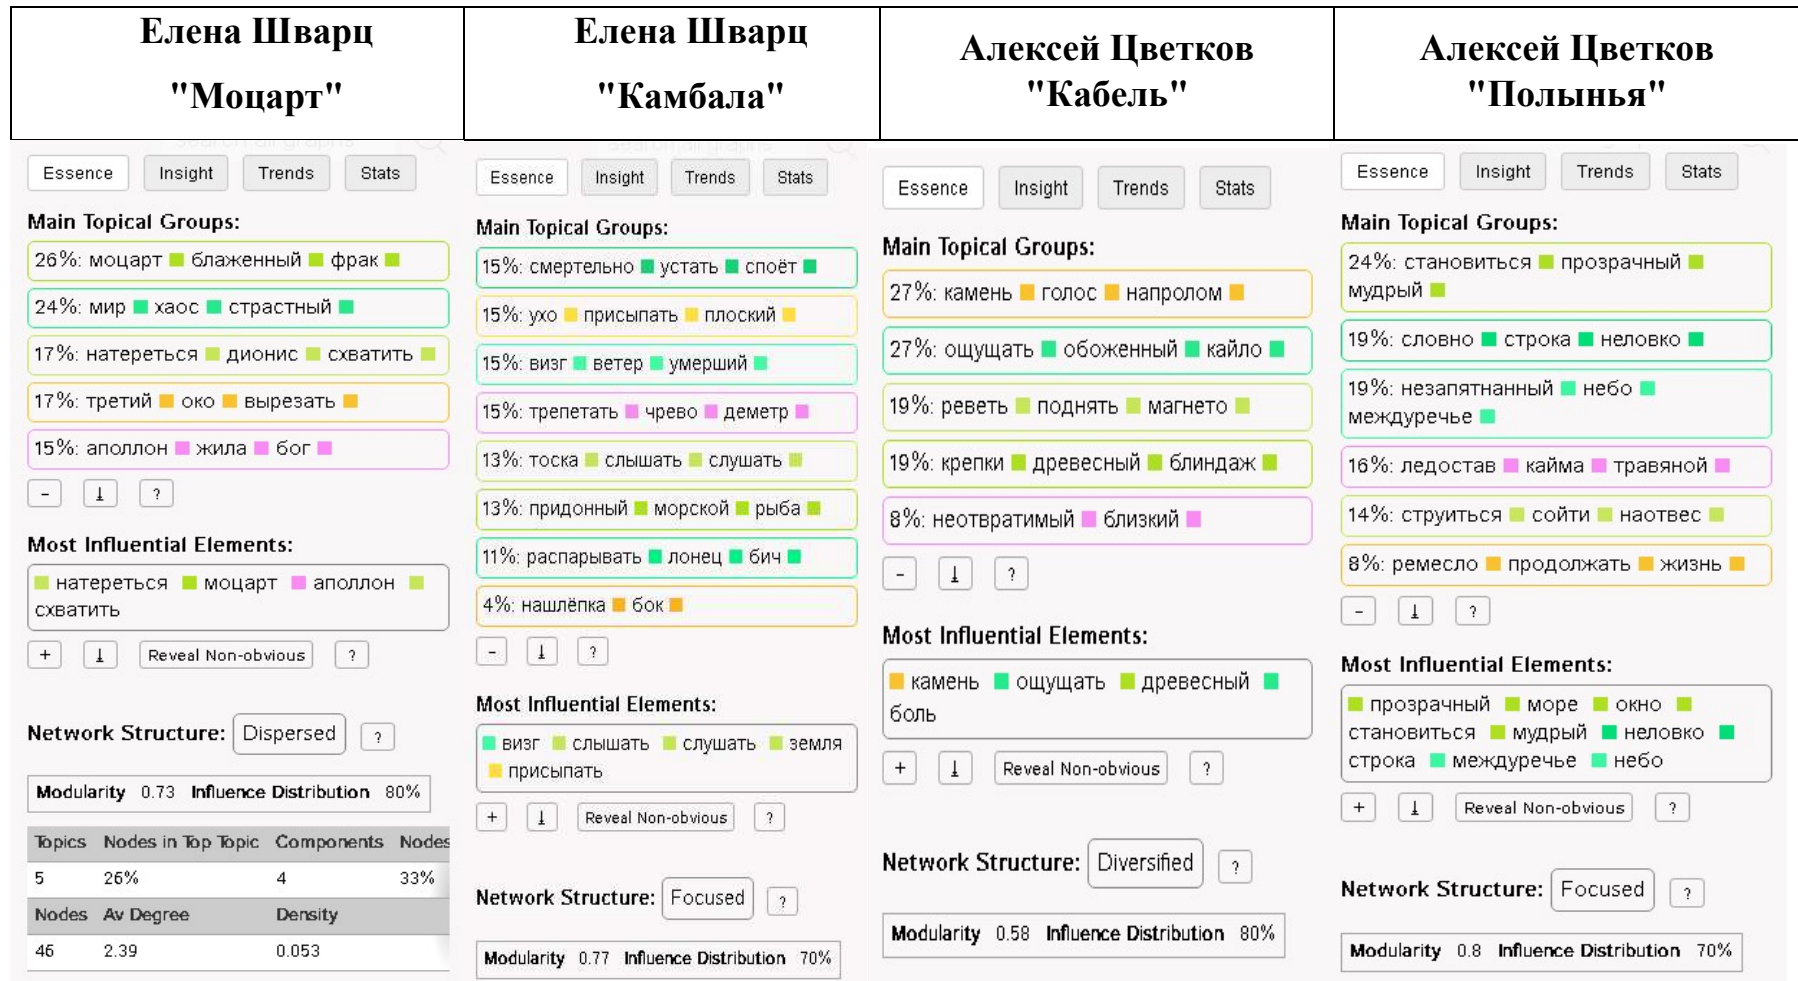 Елена Шварц
"Моцарт"
Елена Шварц
"Камбала"
Алексей Цветков
"Кабель"
Алексей Цветков
"Полынья"
Essence Insight Trends Stats
Main Topical Groups:
26%: моцарт блаженный фрак
24%: мир хаос страстный
17%: натереться дионис схватить
17%: третий око вырезать
15%: аполлон жила бог
- ⤓ ?
Most Influential Elements:
натереться моцарт аполлон
схватить
+ ⤓ Reveal Non-obvious ?
Network Structure: Dispersed ?
Modularity 0.73 Influence Distribution 80%
Topics Nodes in Top Topic Components Nodes
5 26% 4 33%
Nodes Av Degree Density
46 2.39 0.053
search all graphs
Essence Insight Trends Stats
Main Topical Groups:
15%: смертельно устать споёт
15%: ухо присыпать плоский
15%: визг ветер умерший
15%: трепетать чрево деметр
13%: тоска слышать слушать
13%: придонный морской рыба
11%: распарывать лонец бич
4%: нашлёпка бок
- ⤓ ?
Most Influential Elements:
визг слышать слушать земля
присыпать
+ ⤓ Reveal Non-obvious ?
Network Structure: Focused ?
Modularity 0.77 Influence Distribution 70%
Essence Insight Trends Stats
Main Topical Groups:
27%: камень голос напролом
27%: ощущать обоженный кайло
19%: реветь поднять магнето
19%: крепки древесный блиндаж
8%: неотвратимый близкий
- ⤓ ?
Most Influential Elements:
камень ощущать древесный
боль
+ ⤓ Reveal Non-obvious ?
Network Structure: Diversified ?
Modularity 0.58 Influence Distribution 80%
Essence Insight Trends Stats
Main Topical Groups:
24%: становиться прозрачный
мудрый
19%: словно строка неловко
19%: незапятнанный небо
междуречье
16%: ледостав кайма травяной
14%: струиться сойти наотвес
8%: ремесло продолжать жизнь
- ⤓ ?
Most Influential Elements:
прозрачный море окно
становиться мудрый неловко
строка междуречье небо
+ ⤓ Reveal Non-obvious ?
Network Structure: Focused ?
Modularity 0.8 Influence Distribution 70%